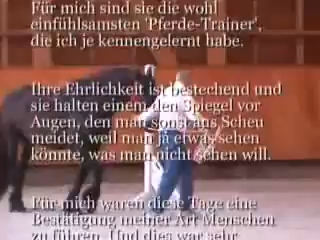 Für mich sind sie die wohl
einfühlsamsten 'Pferde-Trainer',
die ich je kennengelernt habe.
Ihre Ehrlichkeit ist bestechend und
sie halten einem den Spiegel vor
Augen, den man sonst aus Scheu
meidet, weil man ja etwas sehen
könnte, was man nicht sehen will.
Für mich waren diese Tage eine
Bestätigung meiner Art Menschen
zu führen. Und dies war sehr